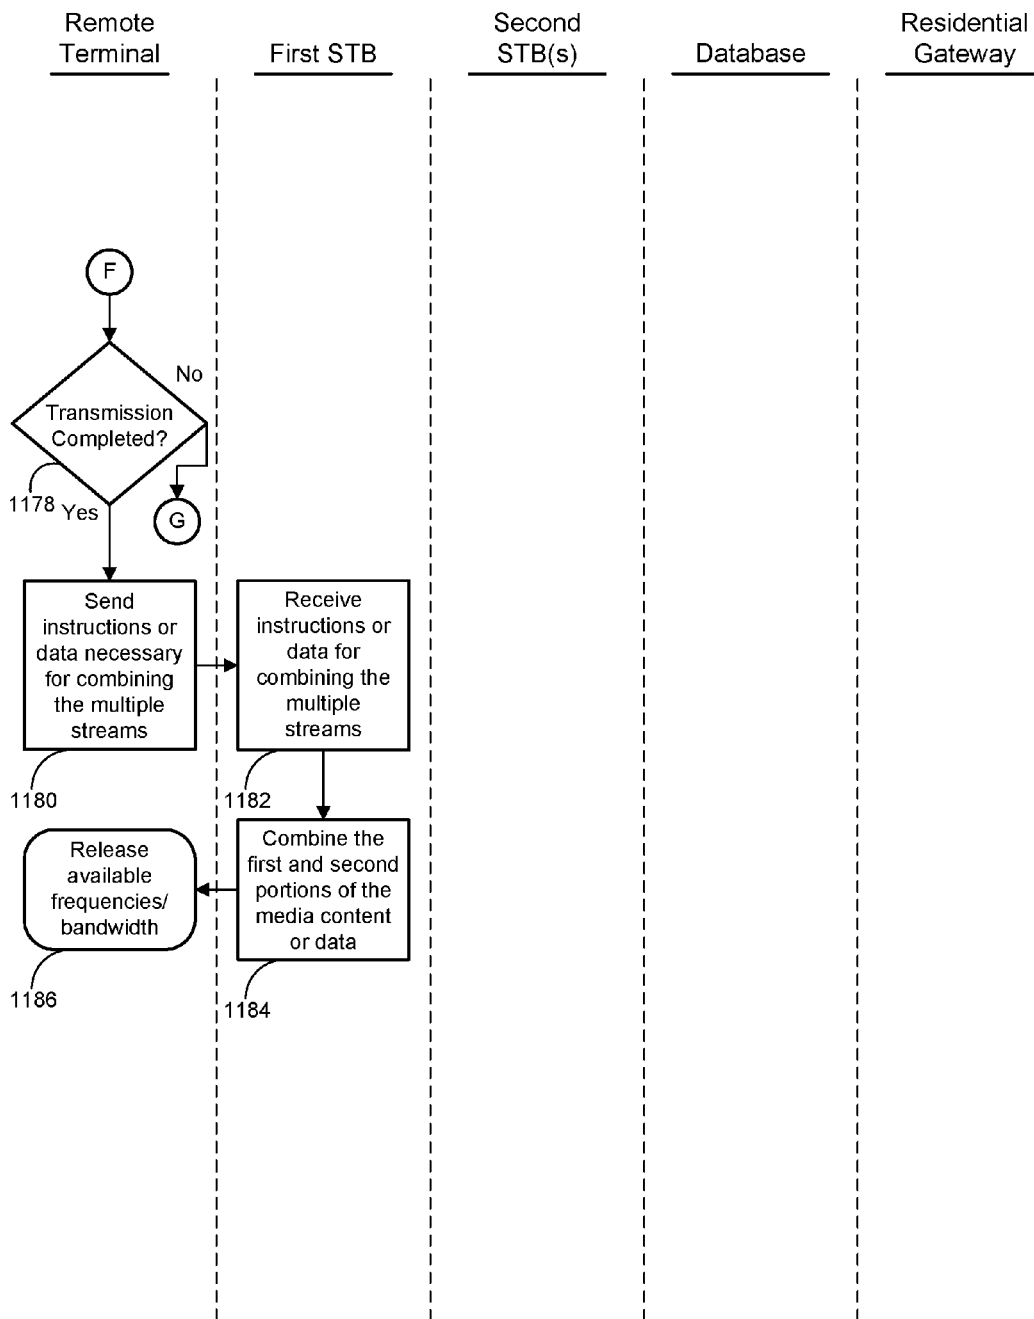 Remote
Terminal
First STB
Second
STB(s)
Database
Residential
Gateway
F
No
Transmission
Completed?
1178
Yes
G
Send
instructions or
data necessary
for combining
the multiple
streams
1180
Receive
instructions or
data for
combining the
multiple
streams
1182
Release
available
frequencies/
bandwidth
1186
Combine the
first and second
portions of the
media content
or data
1184